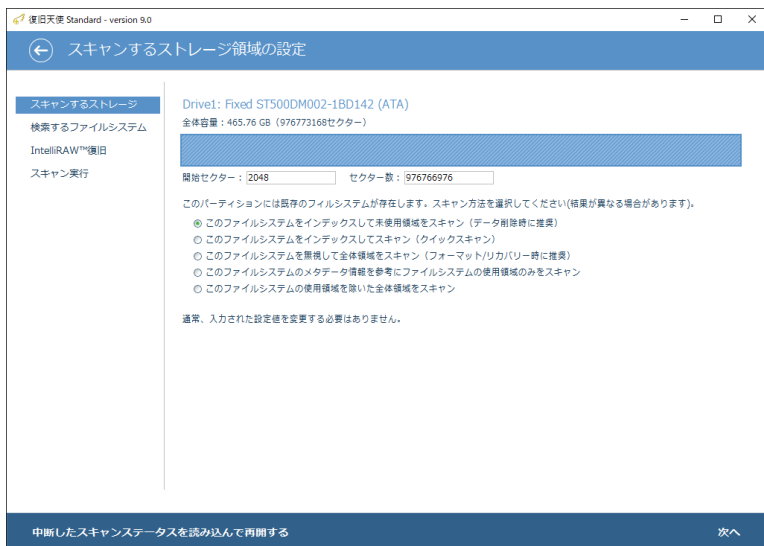 復旧天使 Standard - version 9.0
スキャンするストレージ領域の設定
スキャンするストレージ
検索するファイルシステム
IntelliRAW™復旧
スキャン実行
Drive1: Fixed ST500DM002-1BD142 (ATA)
全体容量：465.76 GB（976773168セクター）
開始セクター： 2048 セクター数： 976766976
このパーティションには既存のフィルシステムが存在します。スキャン方法を選択してください(結果が異なる場合があります)。
このファイルシステムをインデックスして未使用領域をスキャン（データ削除時に推奨）
このファイルシステムをインデックスしてスキャン（クイックスキャン）
このファイルシステムを無視して全体領域をスキャン（フォーマット/リカバリー時に推奨）
このファイルシステムのメタデータ情報を参考にファイルシステムの使用領域のみをスキャン
このファイルシステムの使用領域を除いた全体領域をスキャン
通常、入力された設定値を変更する必要はありません。
中断したスキャンステータスを読み込んで再開する
次へ